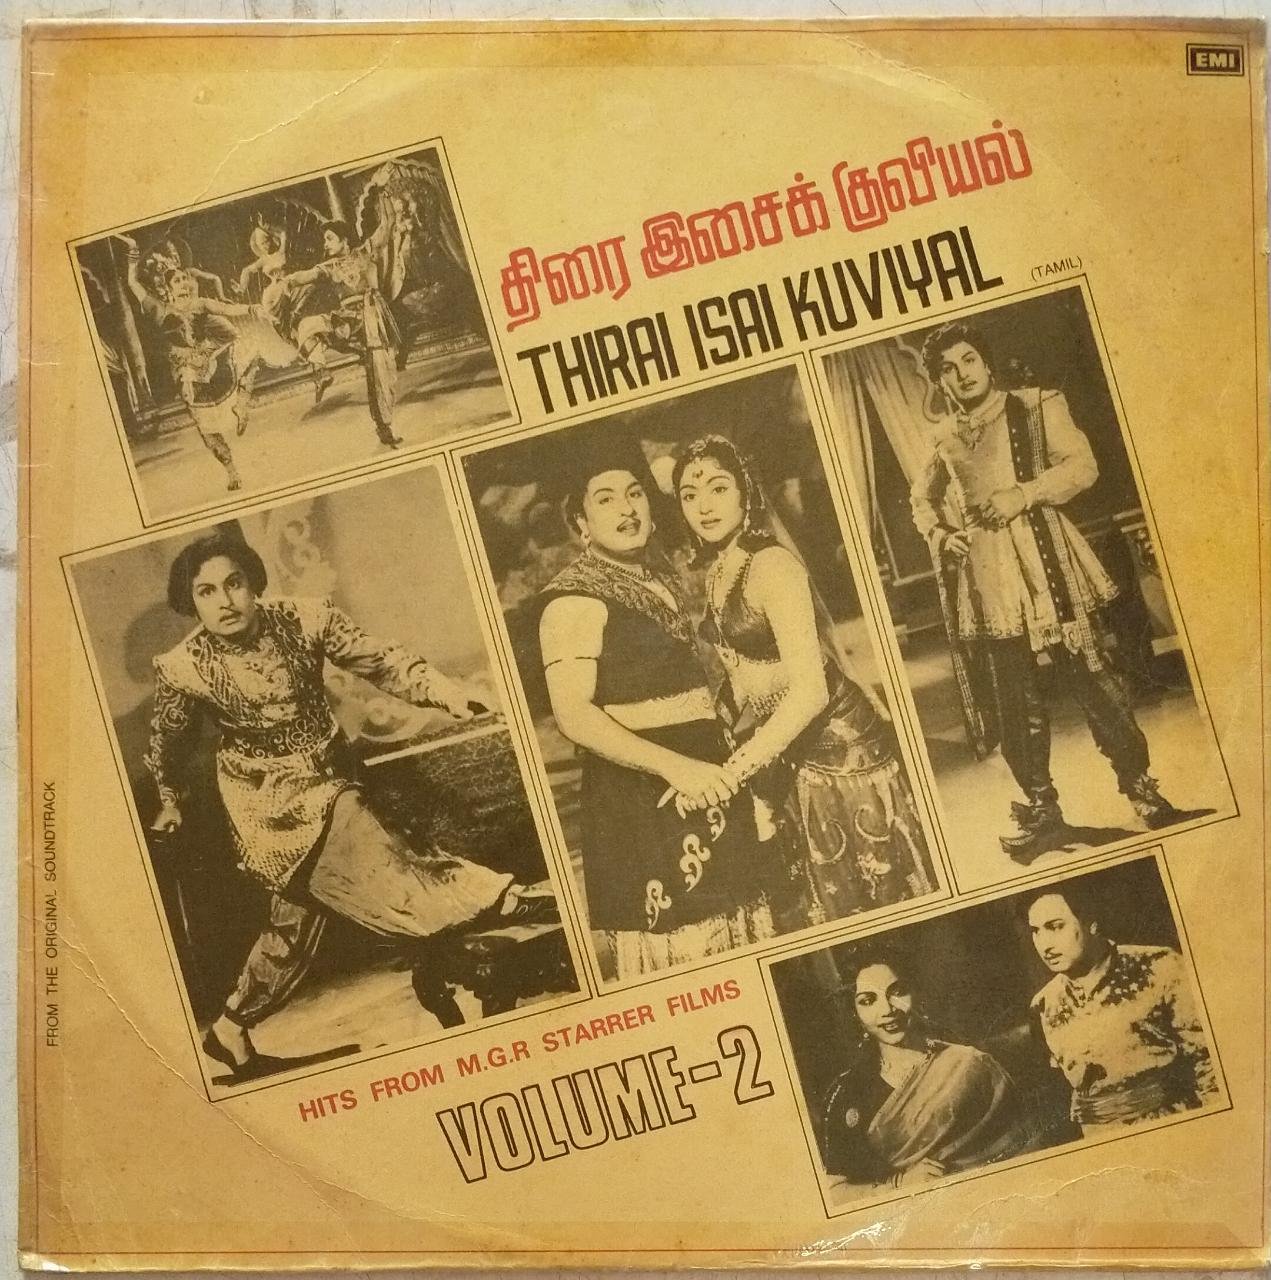 EMI
திரை இசைக் குவியல்
THIRAI ISAI KUVIYAL (TAMIL)
FROM THE ORIGINAL SOUNDTRACK
HITS FROM M.G.R STARRER FILMS
VOLUME-2